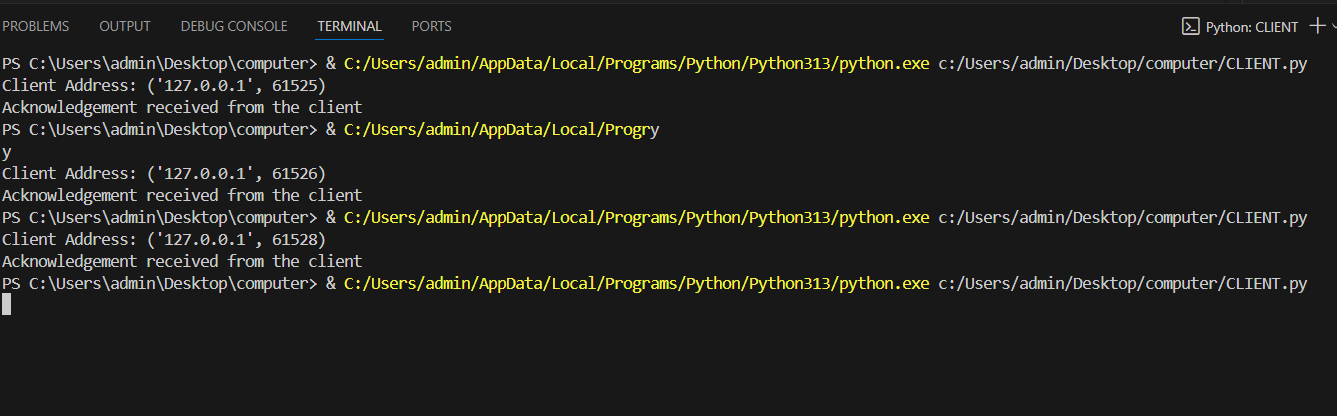 PROBLEMS OUTPUT DEBUG CONSOLE TERMINAL PORTS Python: CLIENT
PS C:\Users\admin\Desktop\computer> & C:/Users/admin/AppData/Local/Programs/Python/Python313/python.exe c:/Users/admin/Desktop/computer/CLIENT.py
Client Address: ('127.0.0.1', 61525)
Acknowledgement received from the client
PS C:\Users\admin\Desktop\computer> & C:/Users/admin/AppData/Local/Progry
y
Client Address: ('127.0.0.1', 61526)
Acknowledgement received from the client
PS C:\Users\admin\Desktop\computer> & C:/Users/admin/AppData/Local/Programs/Python/Python313/python.exe c:/Users/admin/Desktop/computer/CLIENT.py
Client Address: ('127.0.0.1', 61528)
Acknowledgement received from the client
PS C:\Users\admin\Desktop\computer> & C:/Users/admin/AppData/Local/Programs/Python/Python313/python.exe c:/Users/admin/Desktop/computer/CLIENT.py